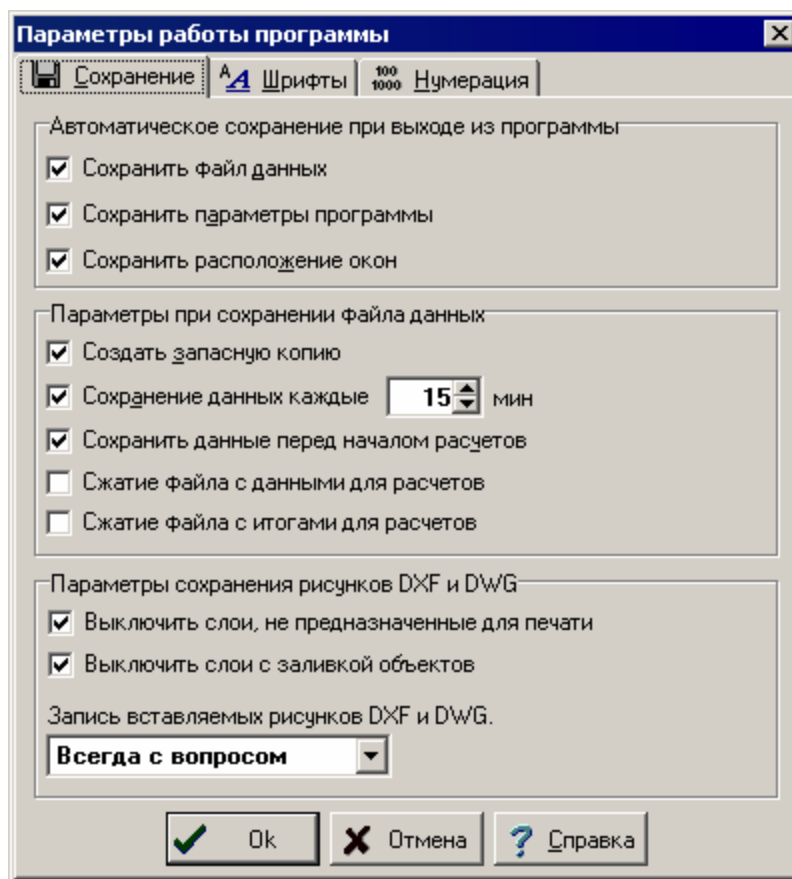 Параметры работы программы
Сохранение
Шрифты
100
1000
Нумерация
Автоматическое сохранение при выходе из программы
Сохранить файл данных
Сохранить параметры программы
Сохранить расположение окон
Параметры при сохранении файла данных
Создать запасную копию
Сохранение данных каждые 15 мин
Сохранить данные перед началом расчетов
Сжатие файла с данными для расчетов
Сжатие файла с итогами для расчетов
Параметры сохранения рисунков DXF и DWG
Выключить слои, не предназначенные для печати
Выключить слои с заливкой объектов
Запись вставляемых рисунков DXF и DWG.
Всегда с вопросом
Ok
Отмена
Справка